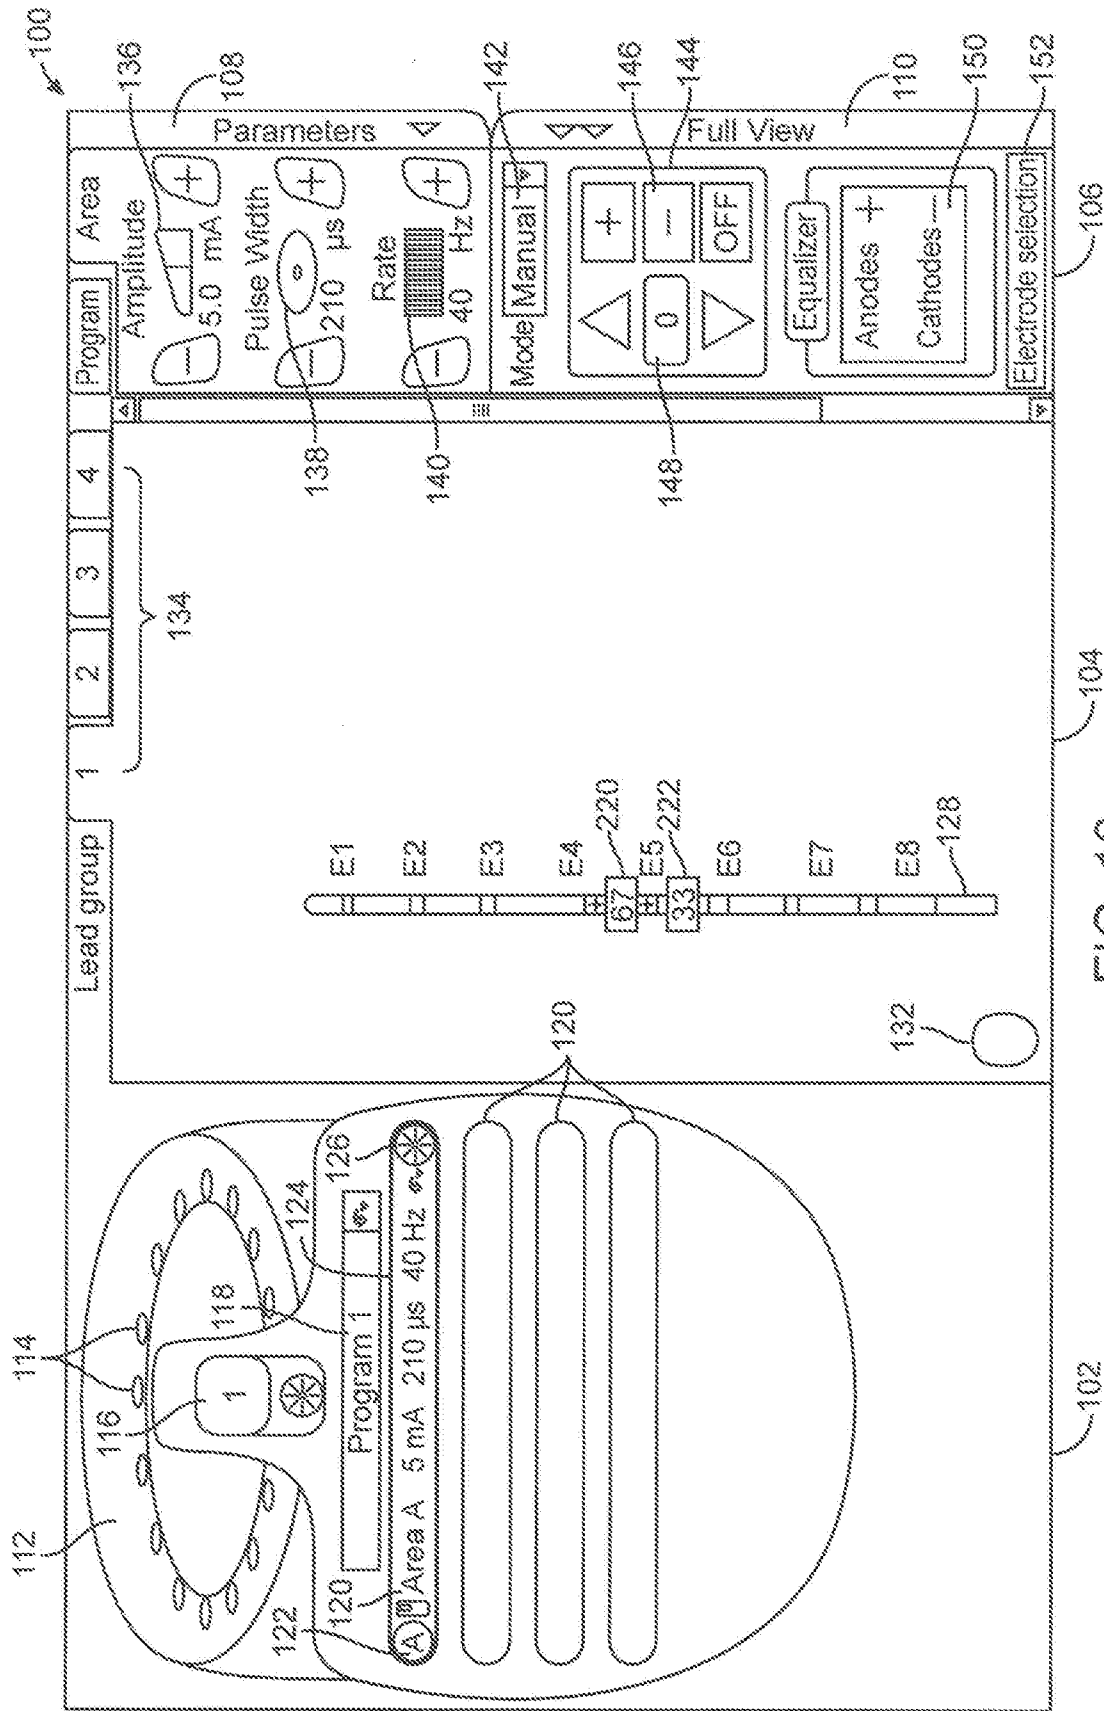 100
Lead group
1
2
3
4
134
Program
Area
Amplitude
136
−
5.0 mA
+
Pulse Width
138
−
210 µs
+
Rate
140
−
40 Hz
+
Parameters
108
Mode
Manual
142
+
−
146
OFF
144
0
148
Full View
110
Equalizer
Anodes +
Cathodes −
150
Electrode selection
152
106
112
114
116
1
118
Program 1
124
126
120
122
A
Area A 5 mA 210 µs 40 Hz
120
102
E1
E2
E3
E4
+
67
220
E5
+
33
222
E6
E7
E8
128
132
104